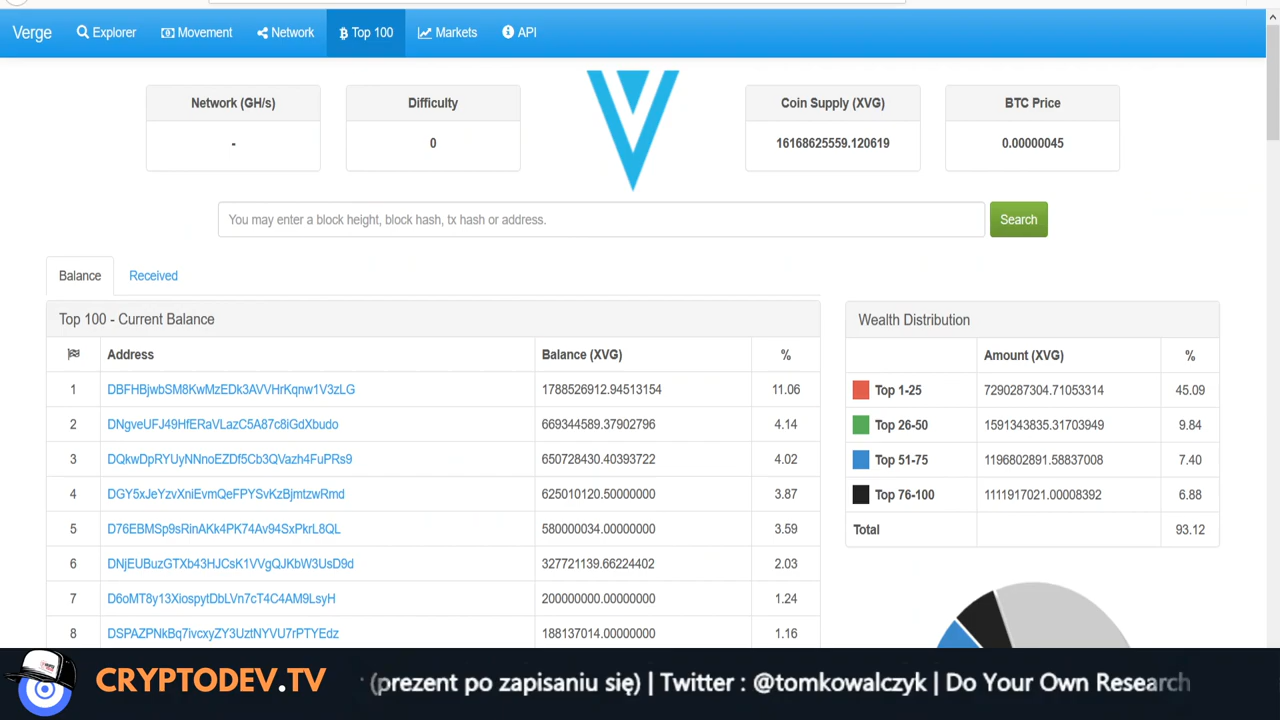 Verge Explorer Movement Network Top 100 Markets API
Network (GH/s) Difficulty Coin Supply (XVG) BTC Price
- 0 16168625559.120619 0.00000045
You may enter a block height, block hash, tx hash or address. Search
Balance Received
Top 100 - Current Balance
Address Balance (XVG) %
1 DBFHBjwbSM8KwMzEDk3AVVHrKqnw1V3zLG 1788526912.94513154 11.06
2 DNgveUFJ49HfERaVLazC5A87c8iGdXbudo 669344589.37902796 4.14
3 DQkwDpRYUyNNnoEZDf5Cb3QVazh4FuPRs9 650728430.40393722 4.02
4 DGY5xJeYzvXniEvmQeFPYSvKzBjmtzwRmd 625010120.50000000 3.87
5 D76EBMSp9sRinAKk4PK74Av94SxPkrL8QL 580000034.00000000 3.59
6 DNjEUBuzGTXb43HJCsK1VVgQJKbW3UsD9d 327721139.66224402 2.03
7 D6oMT8y13XiospytDbLVn7cT4C4AM9LsyH 200000000.00000000 1.24
8 DSPAZPNkBq7ivcxyZY3UztNYVU7rPTYEdz 188137014.00000000 1.16
Wealth Distribution
Amount (XVG) %
Top 1-25 7290287304.71053314 45.09
Top 26-50 1591343835.31703949 9.84
Top 51-75 1196802891.58837008 7.40
Top 76-100 1111917021.00008392 6.88
Total 93.12
CRYPTODEV.TV (prezent po zapisaniu się) | Twitter : @tomkowalczyk | Do Your Own Research